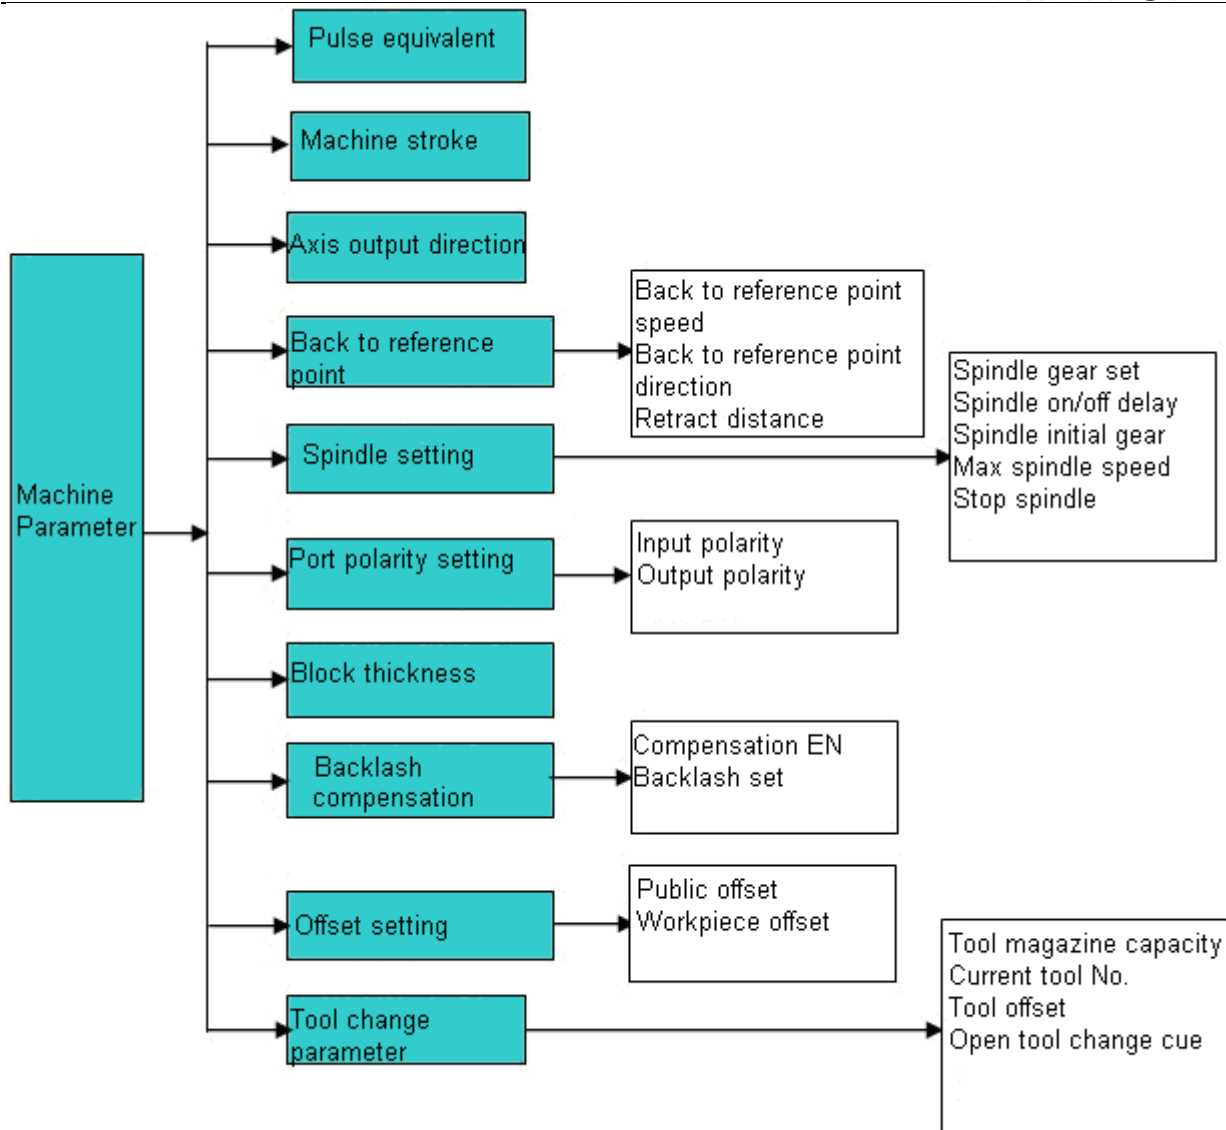 Pulse equivalent
Machine stroke
Axis output direction
Back to reference
point
Back to reference point
speed
Back to reference point
direction
Retract distance
Spindle setting
Spindle gear set
Spindle on/off delay
Spindle initial gear
Max spindle speed
Stop spindle
Machine
Parameter
Port polarity setting
Input polarity
Output polarity
Block thickness
Backlash
compensation
Compensation EN
Backlash set
Offset setting
Public offset
Workpiece offset
Tool change
parameter
Tool magazine capacity
Current tool No.
Tool offset
Open tool change cue